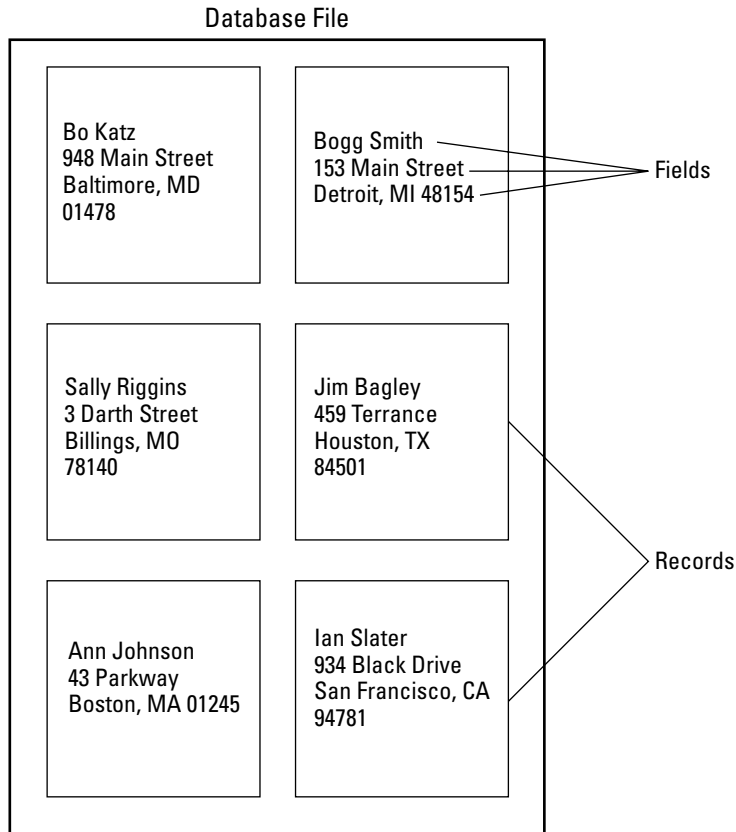 Database File
Bo Katz
948 Main Street
Baltimore, MD
01478
Bogg Smith
153 Main Street
Detroit, MI 48154
Fields
Sally Riggins
3 Darth Street
Billings, MO
78140
Jim Bagley
459 Terrance
Houston, TX
84501
Records
Ann Johnson
43 Parkway
Boston, MA 01245
Ian Slater
934 Black Drive
San Francisco, CA
94781